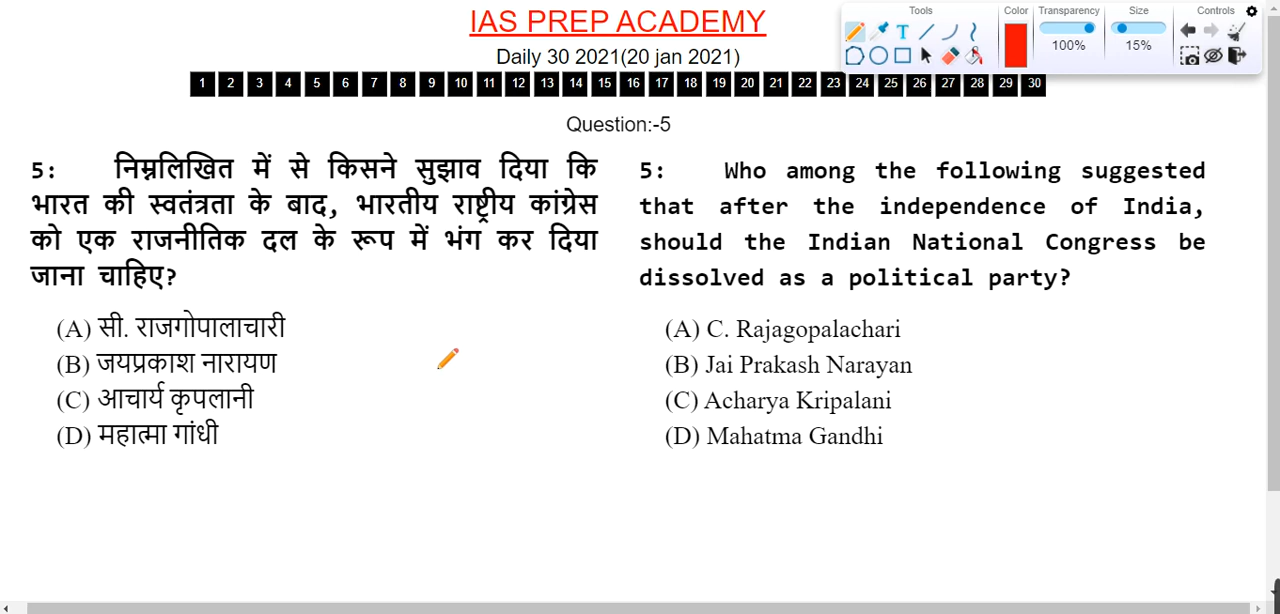 IAS PREP ACADEMY
Daily 30 2021(20 jan 2021)
1 2 3 4 5 6 7 8 9 10 11 12 13 14 15 16 17 18 19 20 21 22 23 24 25 26 27 28 29 30
Tools
Color
Transparency
Size
Controls
T
100%
15%
Question:-5
5: निम्नलिखित में से किसने सुझाव दिया कि
भारत की स्वतंत्रता के बाद, भारतीय राष्ट्रीय कांग्रेस
को एक राजनीतिक दल के रूप में भंग कर दिया
जाना चाहिए?
(A) सी. राजगोपालाचारी
(B) जयप्रकाश नारायण
(C) आचार्य कृपलानी
(D) महात्मा गांधी
5: Who among the following suggested
that after the independence of India,
should the Indian National Congress be
dissolved as a political party?
(A) C. Rajagopalachari
(B) Jai Prakash Narayan
(C) Acharya Kripalani
(D) Mahatma Gandhi